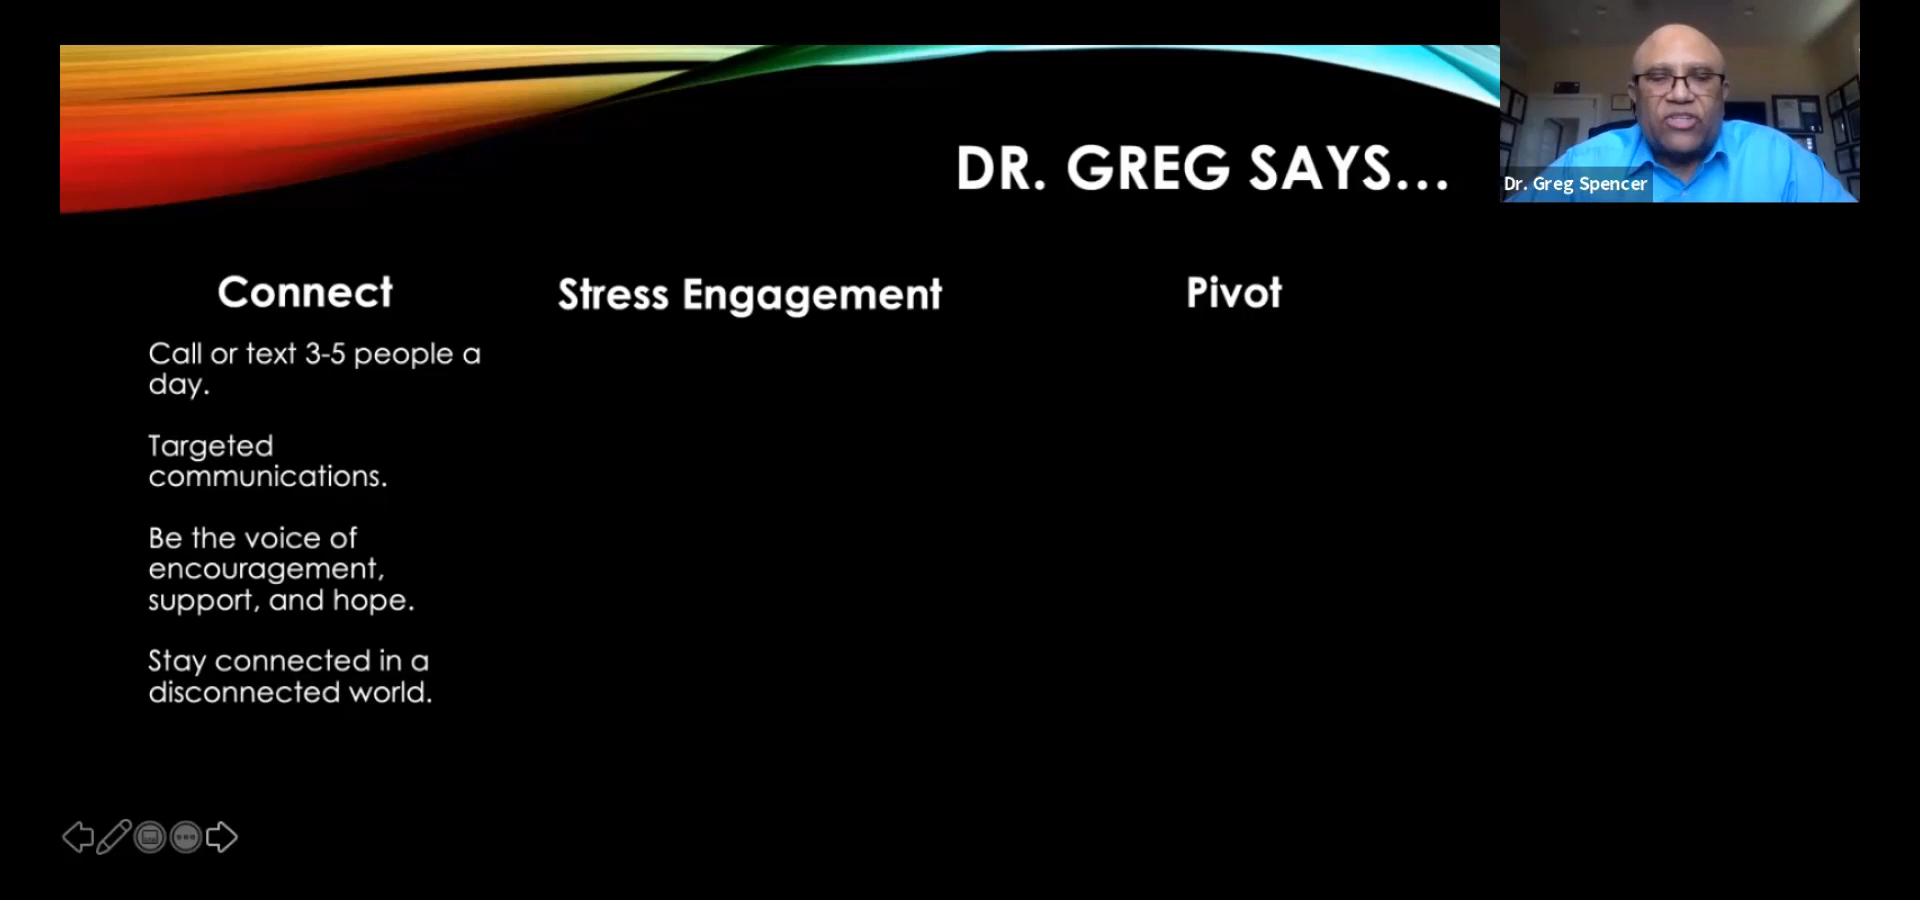 DR. GREG SAYS...
Dr. Greg Spencer
Connect
Call or text 3-5 people a
day.
Targeted
communications.
Be the voice of
encouragement,
support, and hope.
Stay connected in a
disconnected world.
Stress Engagement
Pivot